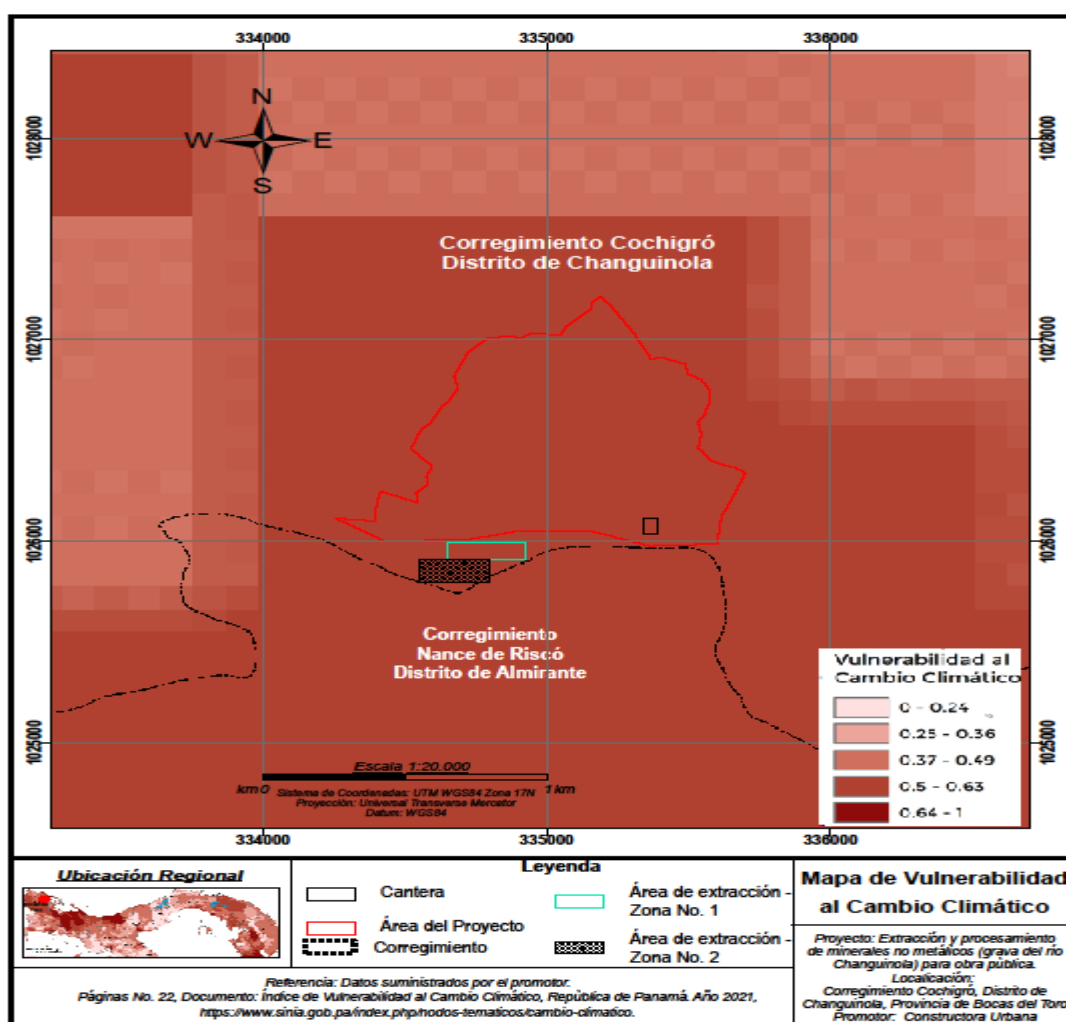 334000
335000
336000
N
W
E
S
1028000
1028000
Corregimiento Cochigró
Distrito de Changuinola
1027000
1027000
1026000
1026000
Corregimiento
Nance de Riscó
Distrito de Almirante
Vulnerabilidad al
Cambio Climático
0 - 0.24
0.25 - 0.36
0.37 - 0.49
0.5 - 0.63
0.64 - 1
1025000
1025000
Escala 1:20.000
km 0
1 km
Sistema de Coordenadas: UTM WGS84 Zona 17N
Proyección: Universal Transverse Mercator
Datum: WGS84
334000
335000
336000
Ubicación Regional
Leyenda
Cantera
Área del Proyecto
Corregimiento
Área de extracción -
Zona No. 1
Área de extracción -
Zona No. 2
Mapa de Vulnerabilidad
al Cambio Climático
Proyecto: Extracción y procesamiento
de minerales no metálicos (grava del río
Changuinola) para obra pública.
Localización:
Corregimiento Cochigró, Distrito de
Changuinola, Provincia de Bocas del Toro
Promotor: Constructora Urbana
Referencia: Datos suministrados por el promotor.
Páginas No. 22, Documento: Índice de Vulnerabilidad al Cambio Climático, República de Panamá. Año 2021,
https://www.sinia.gob.pa/index.php/nodos-tematicos/cambio-climatico.